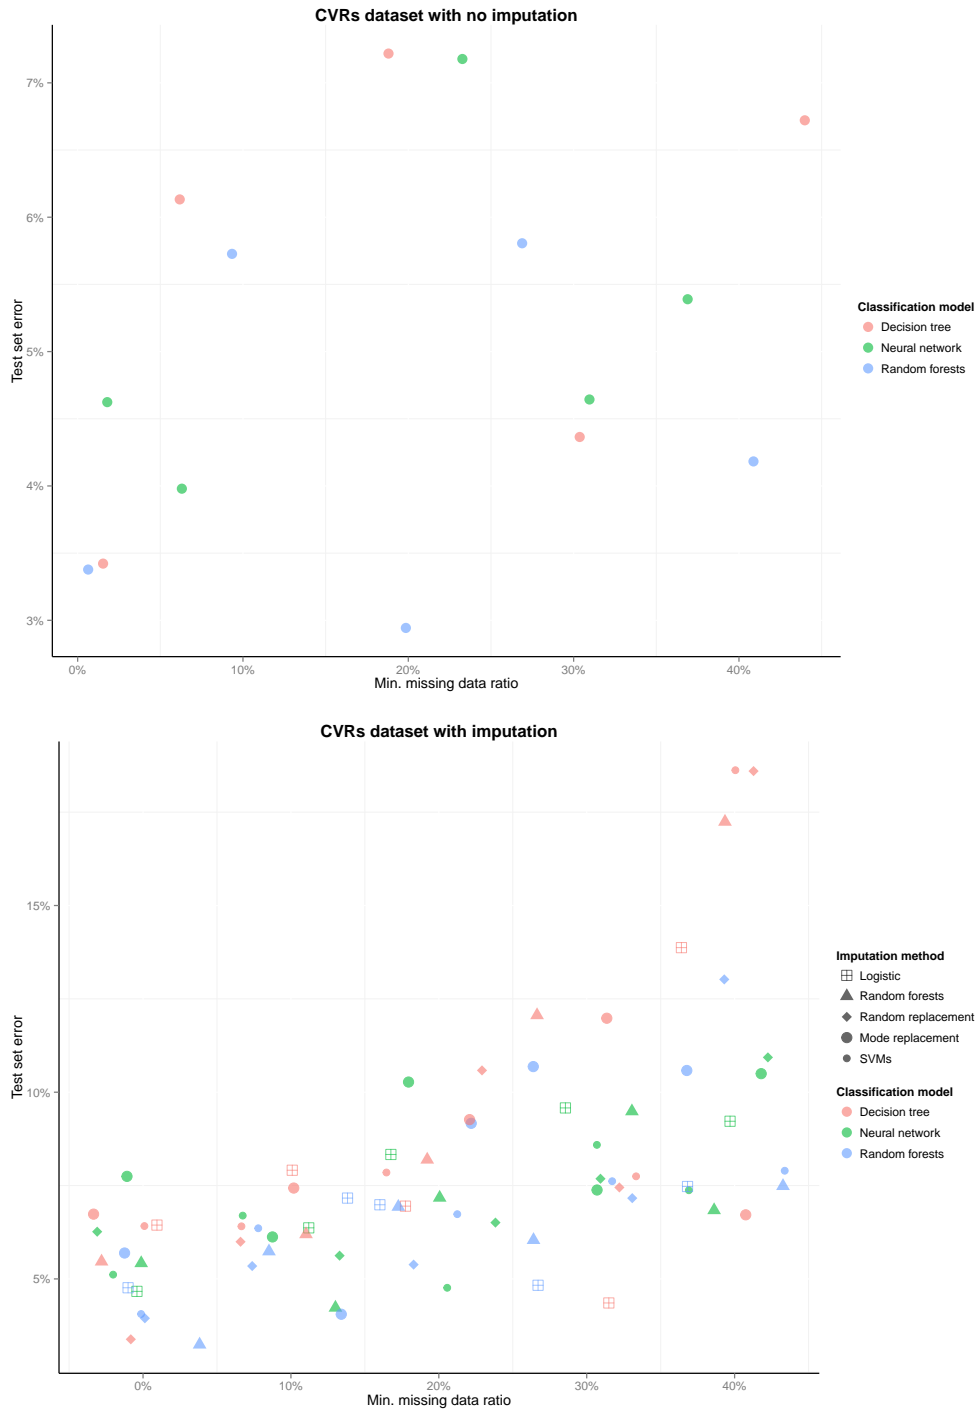 CVRs dataset with no imputation
7%
6%
5%
4%
3%
Test set error
0%
10%
20%
30%
40%
Min. missing data ratio
Classification model
Decision tree
Neural network
Random forests
CVRs dataset with imputation
15%
10%
5%
Test set error
0%
10%
20%
30%
40%
Min. missing data ratio
Imputation method
Logistic
Random forests
Random replacement
Mode replacement
SVMs
Classification model
Decision tree
Neural network
Random forests